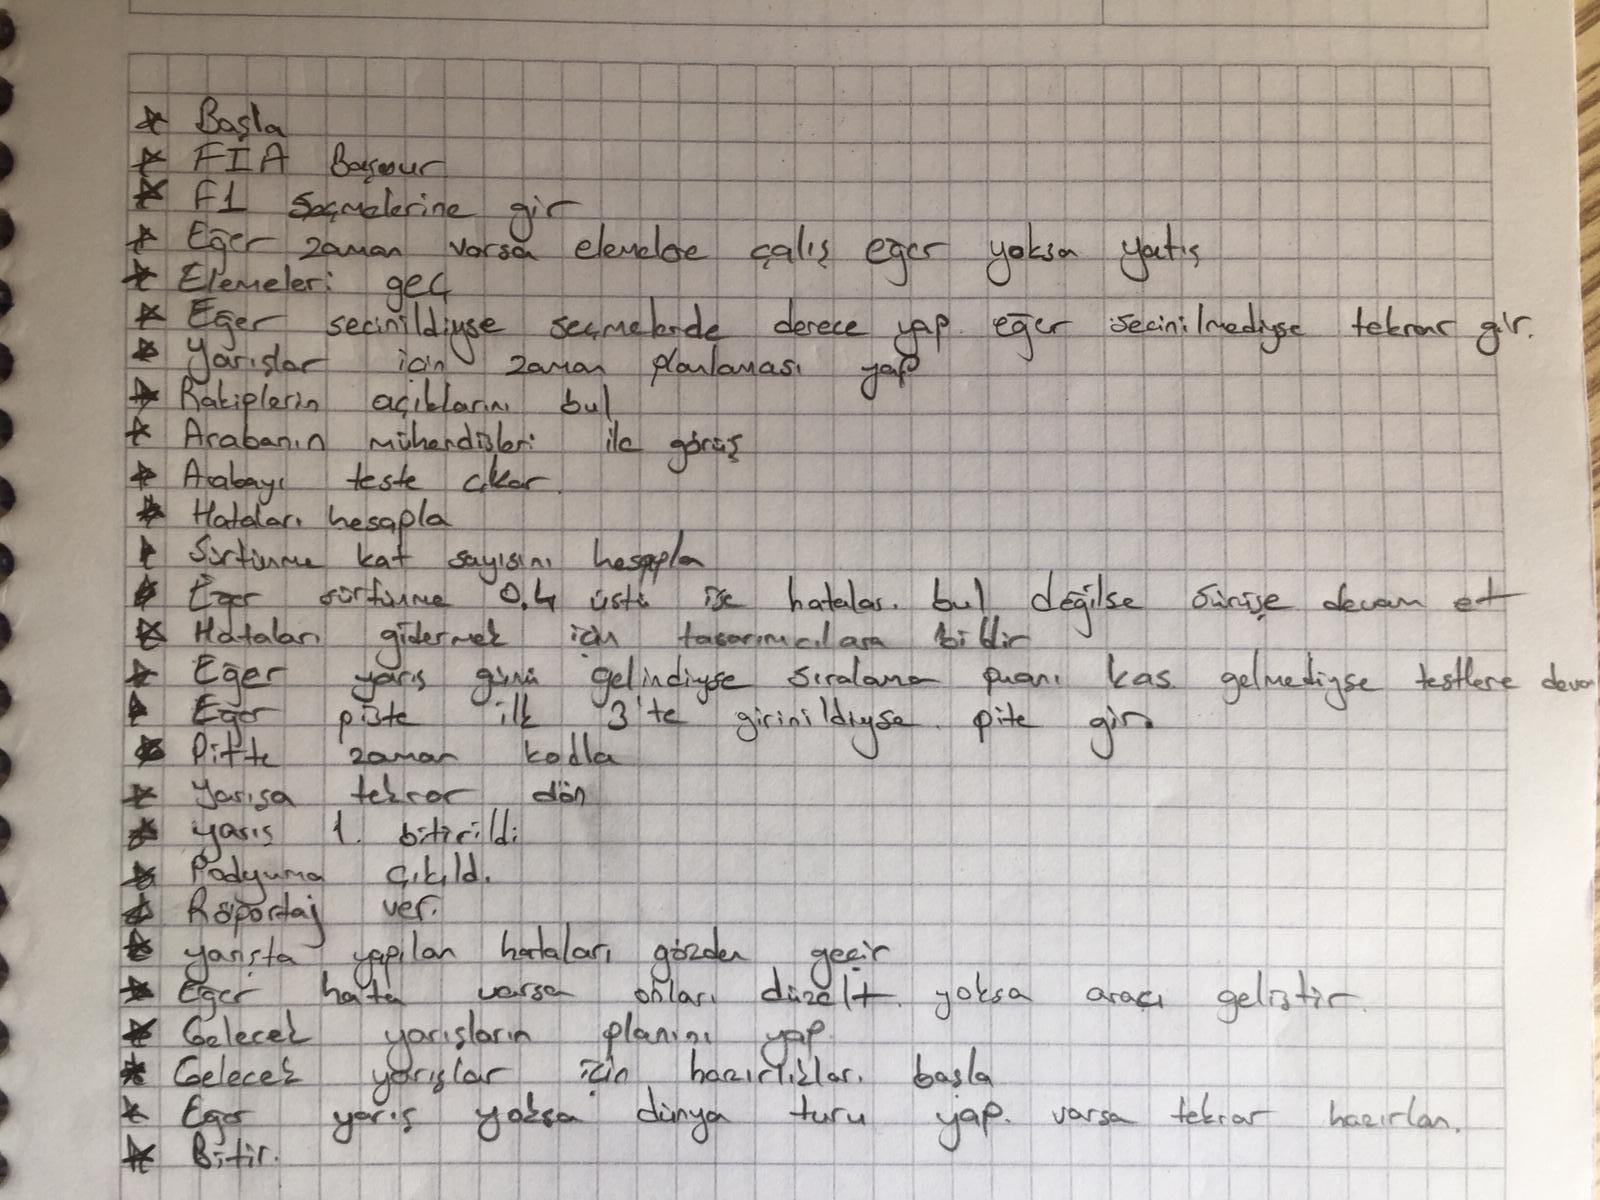 * Başla
* FIA Başvur
* F1 Seçmelerine gir
* Eğer zaman varsa elemelere çalış eğer yoksa yatış
* Elemeleri geç
* Eğer secinildiyse seçmelerde derece yap. eğer secinilmediyse tekrar gir.
* Yarışlar için zaman planlaması yap
* Rakiplerin açıklarını bul
* Arabanın mühendisleri ile görüş
* Arabayı teste çıkar.
* Hataları hesapla
* Sürtünme kat sayısını hesapla
* Eğer sürtünme 0.4 üstü ise hataları bul değilse sürüşe devam et
* Hataları gidermek için tasarımcılara bildir
* Eğer yarış günü gelindiyse sıralama puanı kas gelmediyse testlere devam
* Eğer piste ilk 3'te girinildiyse pite gir.
* Pitte zaman kodla
* Yarışa tekrar dön
* yarış 1. bitirildi
* Podyuma çıkıldı.
* Röportaj ver.
* yarışta yapılan hataları gözden geçir
* Eğer hata varsa onları düzelt. yoksa aracı geliştir.
* Gelecek yarışların planını yap.
* Gelecek yarışlar için hazırlıkları başla
* Eğer yarış yoksa dünya turu yap. varsa tekrar hazırlan.
* Bitir.